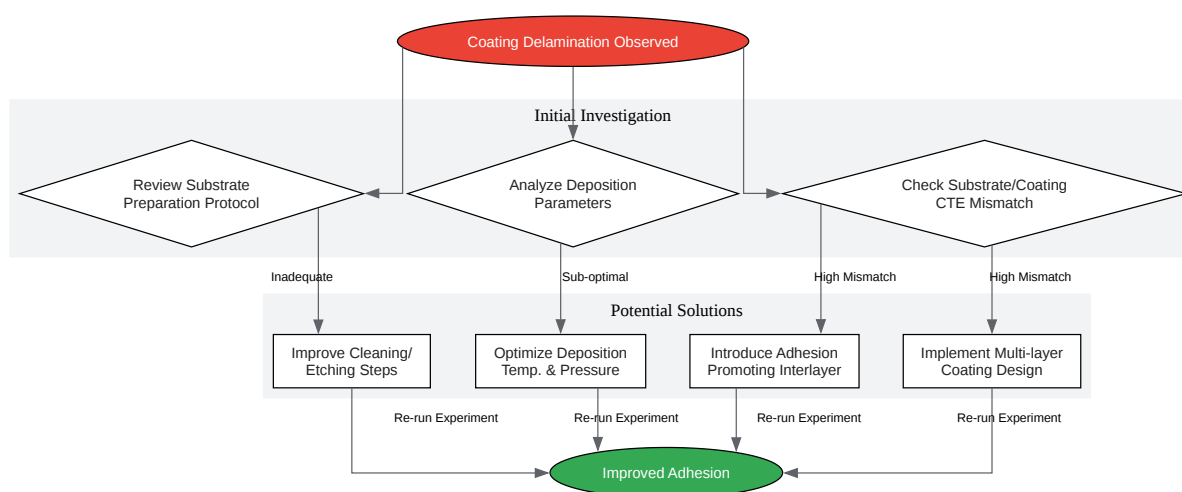 Coating Delamination Observed
Initial Investigation
Review Substrate
Preparation Protocol
Analyze Deposition
Parameters
Check Substrate/Coating
CTE Mismatch
Inadequate
Sub-optimal
High Mismatch
High Mismatch
Potential Solutions
Improve Cleaning/
Etching Steps
Optimize Deposition
Temp. & Pressure
Introduce Adhesion
Promoting Interlayer
Implement Multi-layer
Coating Design
Re-run Experiment
Re-run Experiment
Re-run Experiment
Re-run Experiment
Improved Adhesion